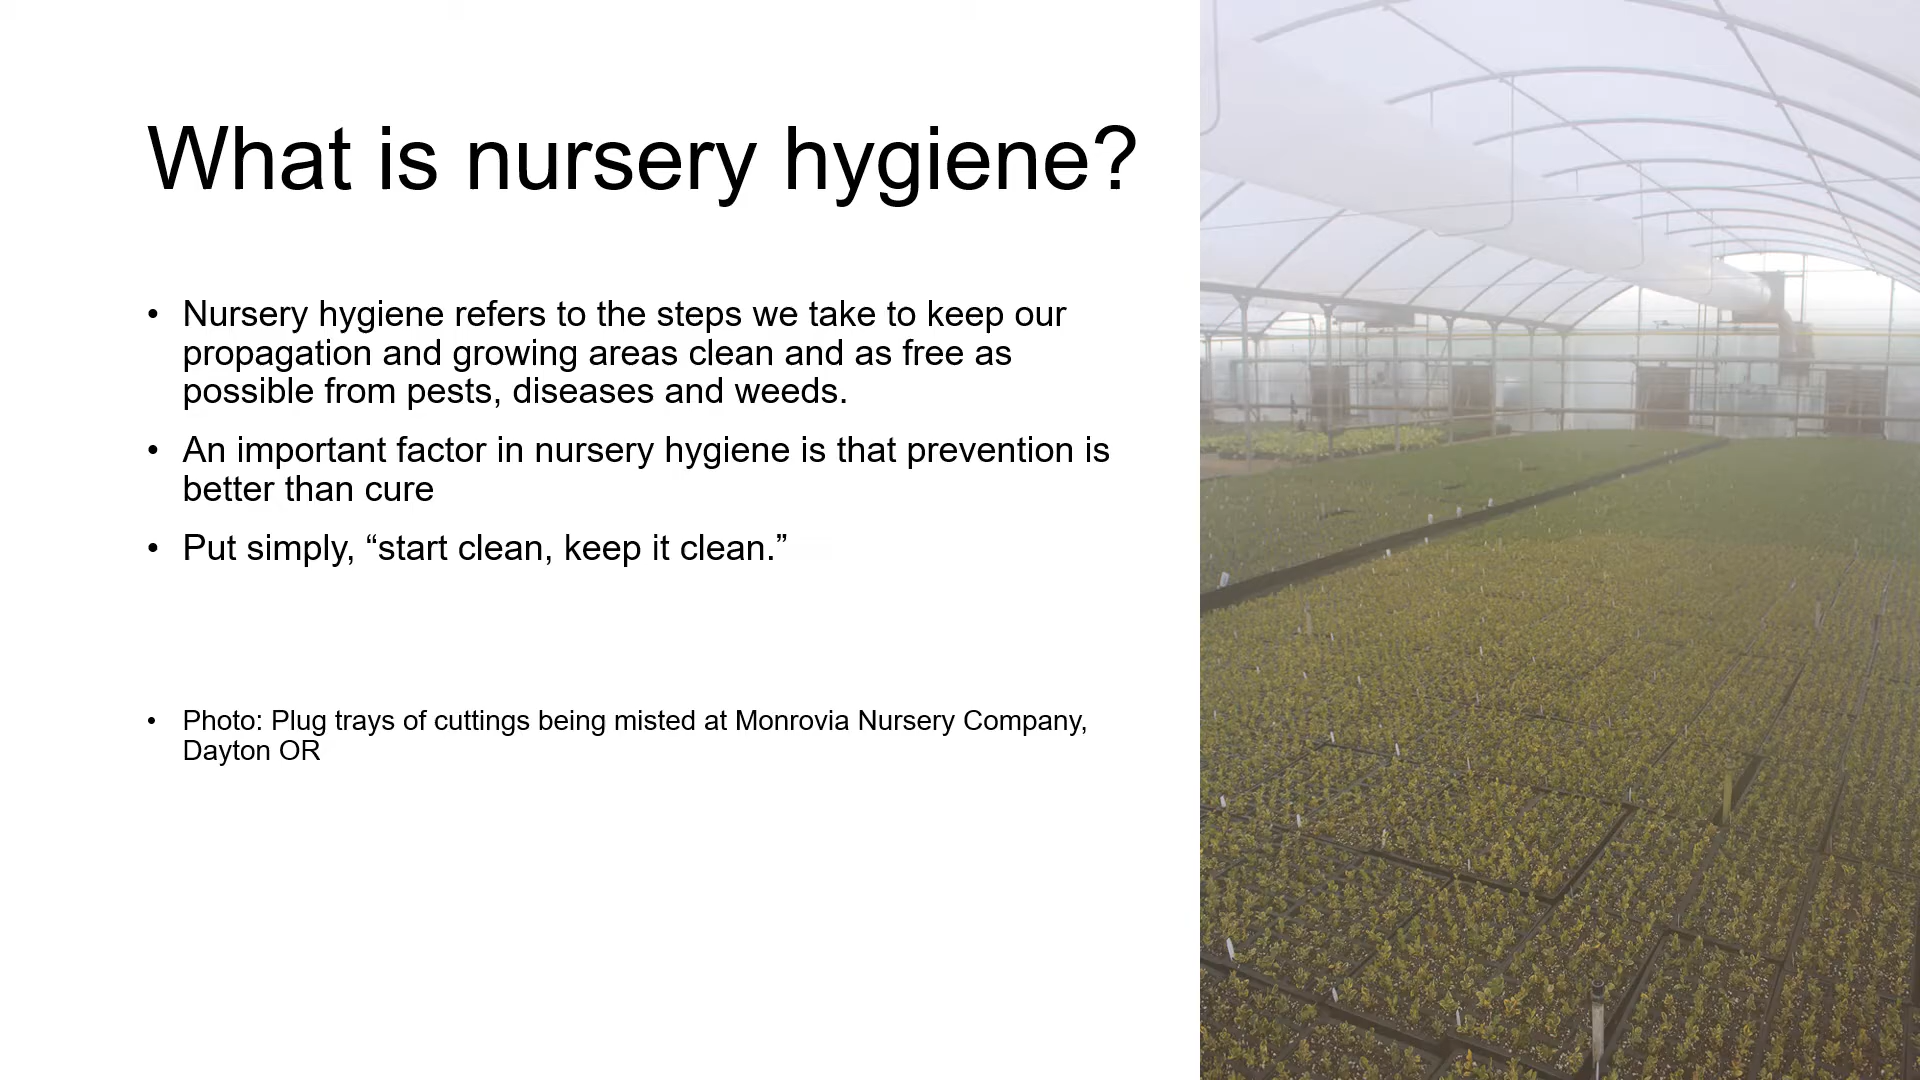 What is nursery hygiene?
• Nursery hygiene refers to the steps we take to keep our
propagation and growing areas clean and as free as
possible from pests, diseases and weeds.
• An important factor in nursery hygiene is that prevention is
better than cure
• Put simply, “start clean, keep it clean.”
• Photo: Plug trays of cuttings being misted at Monrovia Nursery Company,
Dayton OR